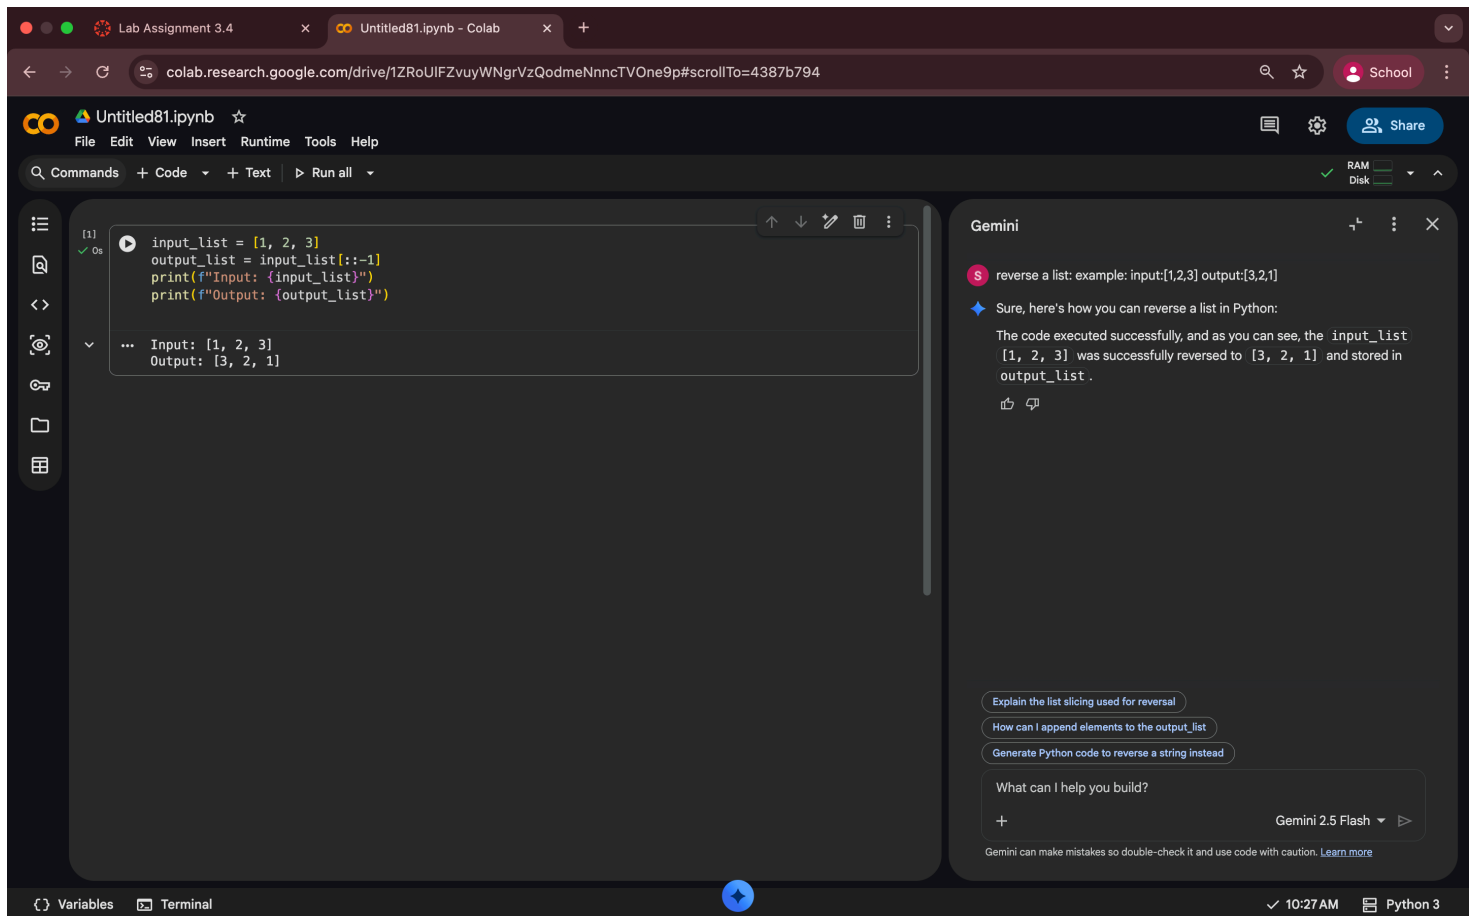 Lab Assignment 3.4
Untitled81.ipynb - Colab
colab.research.google.com/drive/1ZRoUlFZvuyWNgrVzQodmeNnncTVOne9p#scrollTo=4387b794
School
CO
Untitled81.ipynb
File Edit View Insert Runtime Tools Help
Share
Commands + Code + Text Run all
RAM
Disk
[1]
0s
input_list = [1, 2, 3]
output_list = input_list[::-1]
print(f"Input: {input_list}")
print(f"Output: {output_list}")
Input: [1, 2, 3]
Output: [3, 2, 1]
Gemini
S reverse a list: example: input:[1,2,3] output:[3,2,1]
Sure, here's how you can reverse a list in Python:
The code executed successfully, and as you can see, the input_list
[1, 2, 3] was successfully reversed to [3, 2, 1] and stored in
output_list.
Explain the list slicing used for reversal
How can I append elements to the output_list
Generate Python code to reverse a string instead
What can I help you build?
Gemini 2.5 Flash
Gemini can make mistakes so double-check it and use code with caution. Learn more
{} Variables Terminal
10:27 AM Python 3